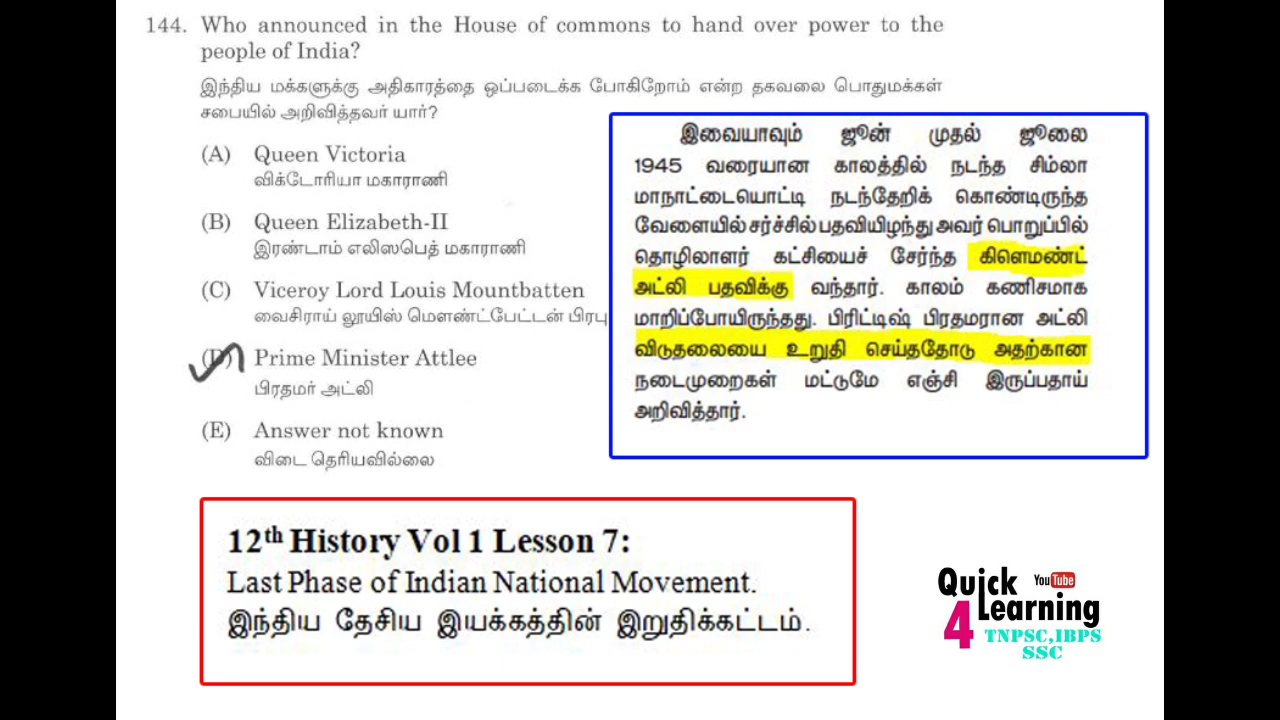 144. Who announced in the House of commons to hand over power to the
people of India?
இந்திய மக்களுக்கு அதிகாரத்தை ஒப்படைக்க போகிறோம் என்ற தகவலை பொதுமக்கள்
சபையில் அறிவித்தவர் யார்?
(A) Queen Victoria
விக்டோரியா மகாராணி
(B) Queen Elizabeth-II
இரண்டாம் எலிஸபெத் மகாராணி
(C) Viceroy Lord Louis Mountbatten
வைசிராய் லூயிஸ் மௌண்ட்பேட்டன் பிரபு
(D) Prime Minister Attlee
பிரதமர் அட்லி
(E) Answer not known
விடை தெரியவில்லை
இவையாவும் ஜூன் முதல் ஜூலை
1945 வரையான காலத்தில் நடந்த சிம்லா
மாநாட்டையொட்டி நடந்தேறிக் கொண்டிருந்த
வேளையில் சர்ச்சில் பதவியிழந்து அவர் பொறுப்பில்
தொழிலாளர் கட்சியைச் சேர்ந்த கிளெமண்ட்
அட்லி பதவிக்கு வந்தார். காலம் கணிசமாக
மாறிப்போயிருந்தது. பிரிட்டிஷ் பிரதமரான அட்லி
விடுதலையை உறுதி செய்ததோடு அதற்கான
நடைமுறைகள் மட்டுமே எஞ்சி இருப்பதாய்
அறிவித்தார்.
12th History Vol 1 Lesson 7:
Last Phase of Indian National Movement.
இந்திய தேசிய இயக்கத்தின் இறுதிக்கட்டம்.
Quick YouTube
4 Learning
TNPSC,IBPS
SSC